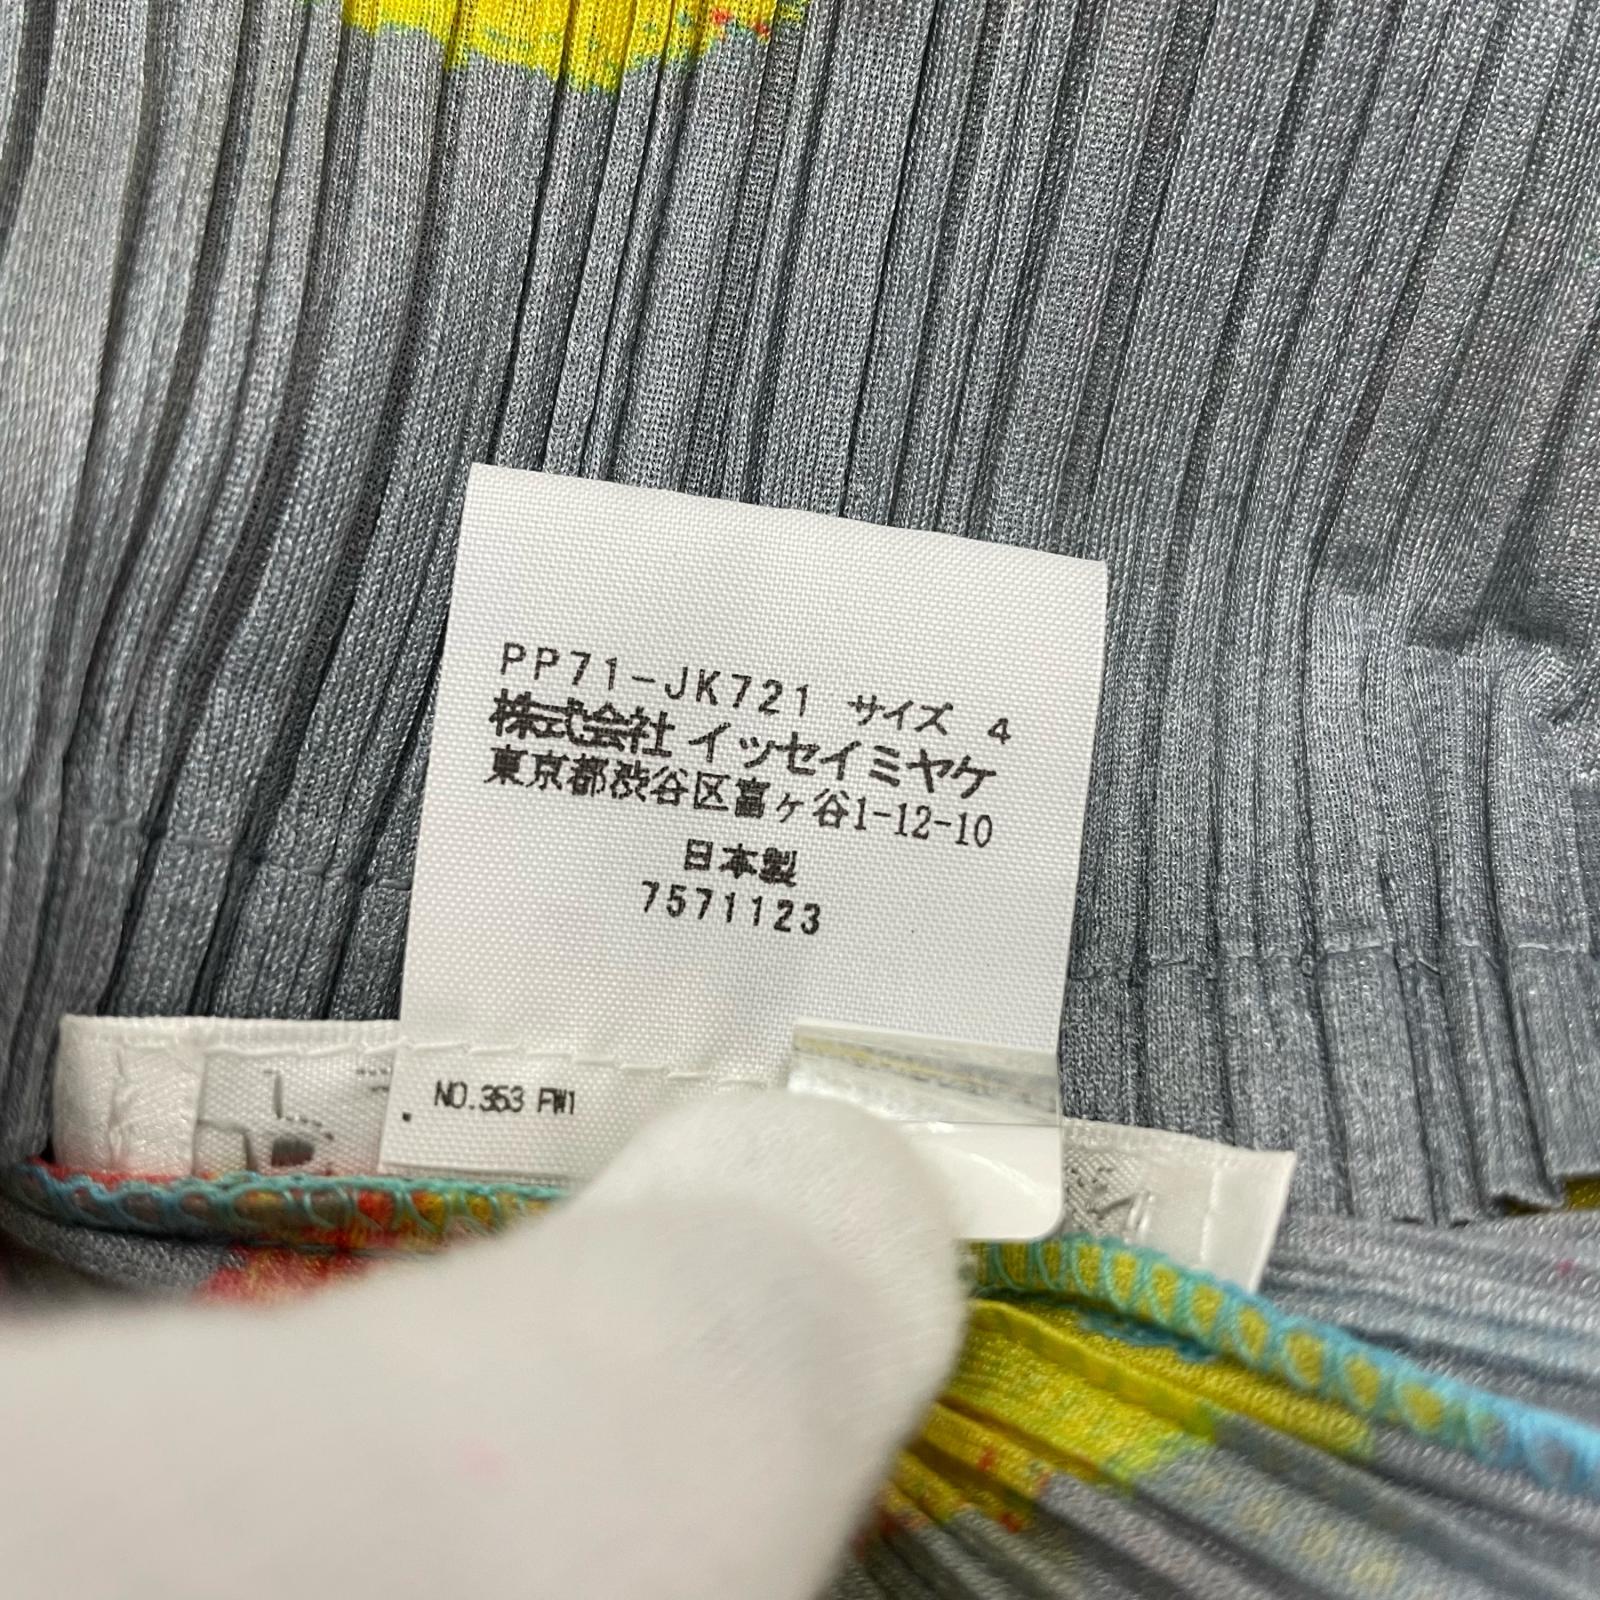 PP71-JK721 サイズ 4
株式会社 イッセイミヤケ
東京都渋谷区富ヶ谷1-12-10
日本製
7571123
NO.353 FW1